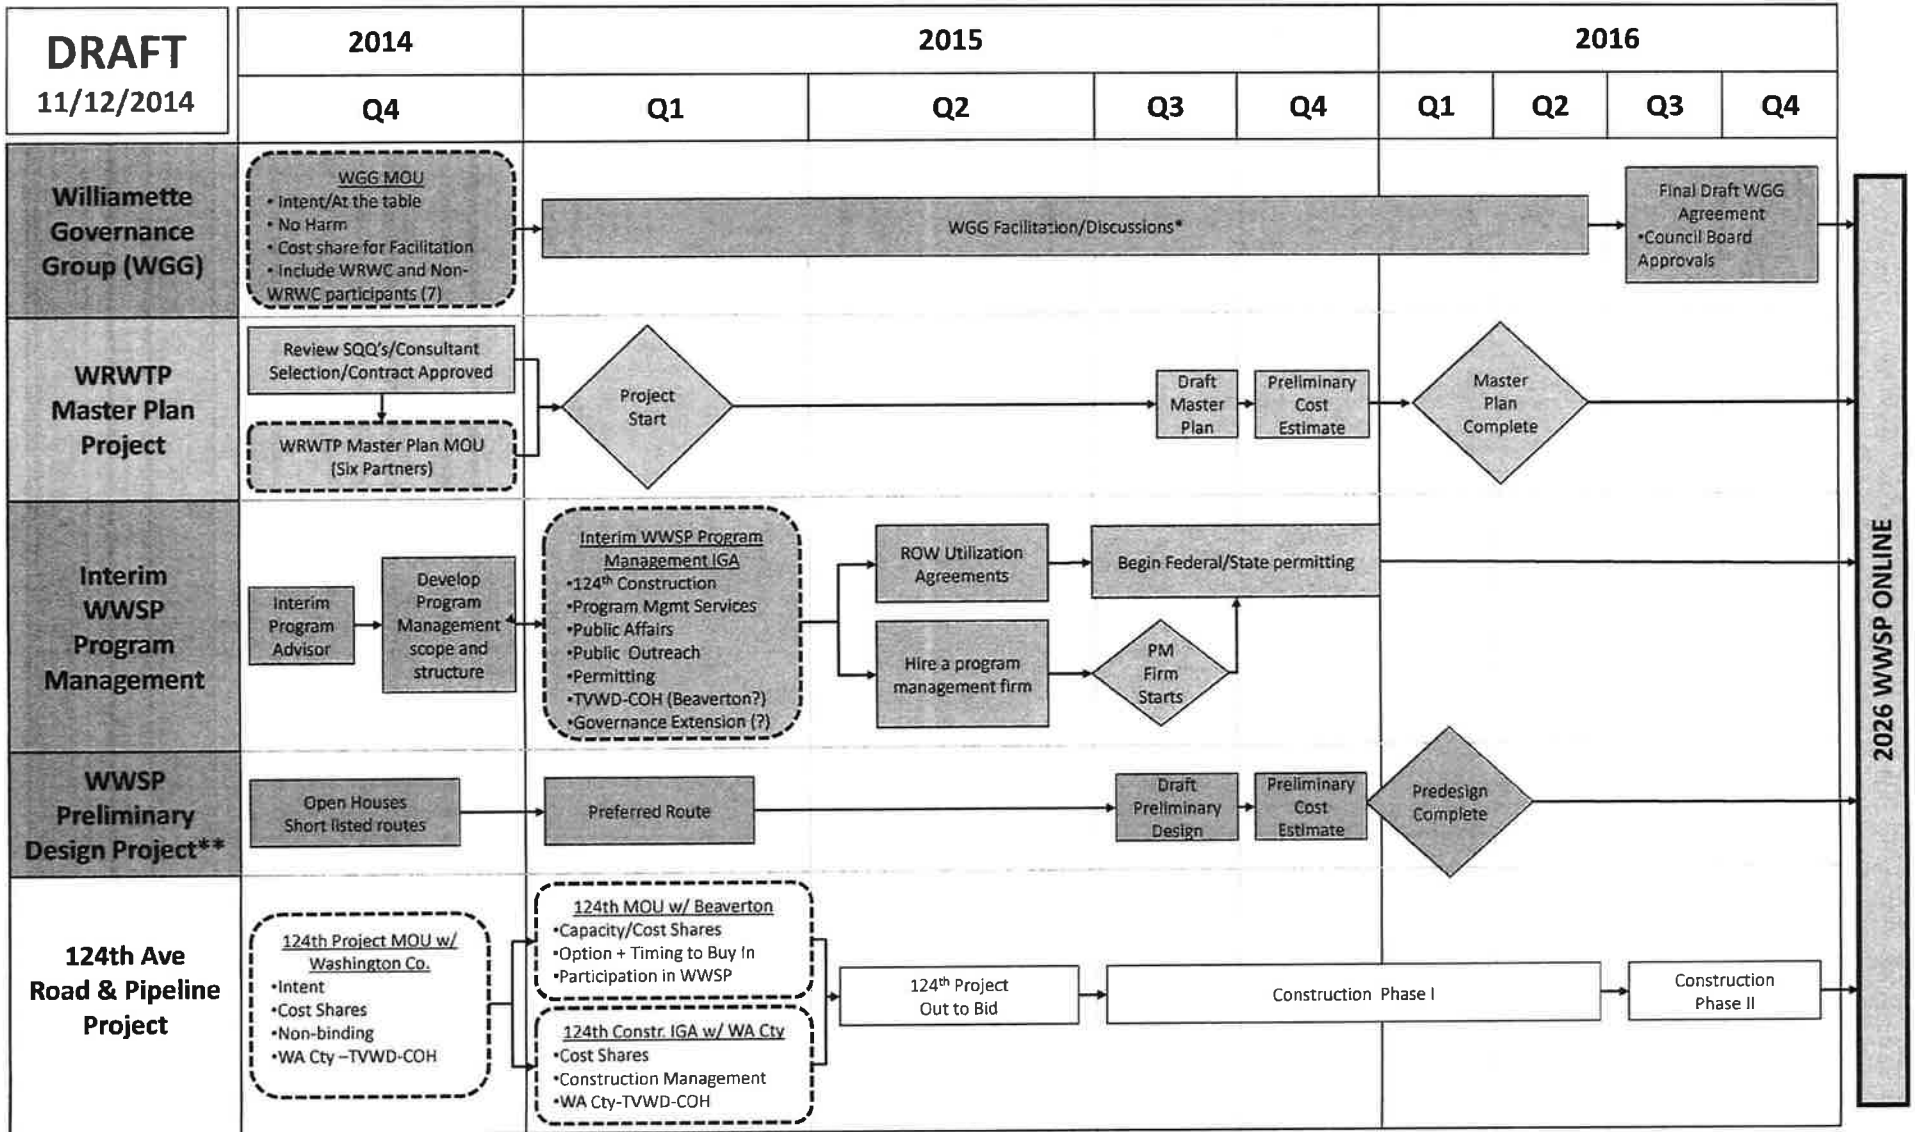 DRAFT
11/12/2014
2014
2015
2016
Q4
Q1
Q2
Q3
Q4
Q1
Q2
Q3
Q4
Williamette
Governance
Group (WGG)
WGG MOU
• Intent/At the table
• No Harm
• Cost share for Facilitation
• Include WRWC and Non-
WRWC participants (7)
WGG Facilitation/Discussions*
Final Draft WGG
Agreement
•Council Board
Approvals
WRWTP
Master Plan
Project
Review SOQ's/Consultant
Selection/Contract Approved
WRWTP Master Plan MOU
(Six Partners)
Project
Start
Draft
Master
Plan
Preliminary
Cost
Estimate
Master
Plan
Complete
Interim
WWSP
Program
Management
Interim
Program
Advisor
Develop
Program
Management
scope and
structure
Interim WWSP Program
Management IGA
•124th Construction
•Program Mgmt Services
•Public Affairs
•Public Outreach
•Permitting
•TVWD-COH (Beaverton?)
•Governance Extension (?)
ROW Utilization
Agreements
Hire a program
management firm
Begin Federal/State permitting
PM
Firm
Starts
WWSP
Preliminary
Design Project**
Open Houses
Short listed routes
Preferred Route
Draft
Preliminary
Design
Preliminary
Cost
Estimate
Predesign
Complete
124th Ave
Road & Pipeline
Project
124th Project MOU w/
Washington Co.
•Intent
•Cost Shares
•Non-binding
•WA Cty –TVWD-COH
124th MOU w/ Beaverton
•Capacity/Cost Shares
•Option + Timing to Buy In
•Participation in WWSP
124th Constr. IGA w/ WA Cty
•Cost Shares
•Construction Management
•WA Cty-TVWD-COH
124th Project
Out to Bid
Construction Phase I
Construction
Phase II
2026 WWSP ONLINE